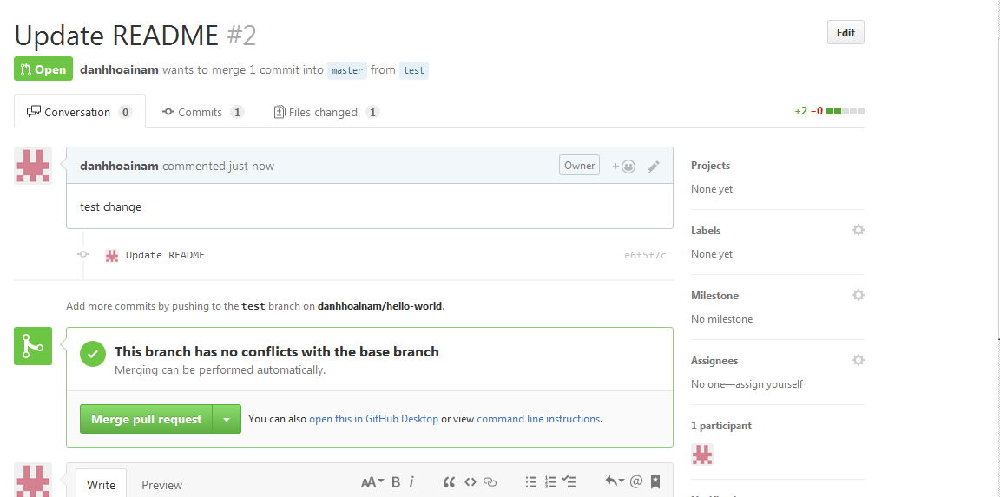 Update README #2
Edit
Open danhhoainam wants to merge 1 commit into master from test
Conversation 0 Commits 1 Files changed 1 +2 −0
danhhoainam commented just now Owner +
test change
Update README e6f5f7c
Add more commits by pushing to the test branch on danhhoainam/hello-world.
This branch has no conflicts with the base branch
Merging can be performed automatically.
Merge pull request You can also open this in GitHub Desktop or view command line instructions.
Write Preview AA B i “ <> @
Projects
None yet
Labels
None yet
Milestone
No milestone
Assignees
No one—assign yourself
1 participant